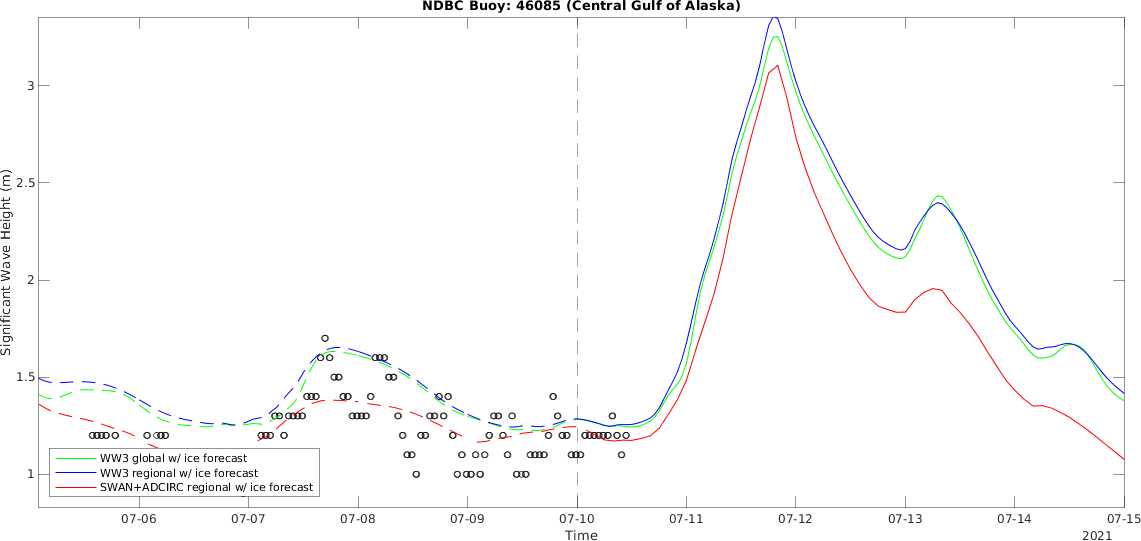 NDBC Buoy: 46085 (Central Gulf of Alaska)
Significant Wave Height (m)
3
2.5
2
1.5
1
WW3 global w/ ice forecast
WW3 regional w/ ice forecast
SWAN+ADCIRC regional w/ ice forecast
07-06 07-07 07-08 07-09 07-10 07-11 07-12 07-13 07-14 07-15
Time
2021